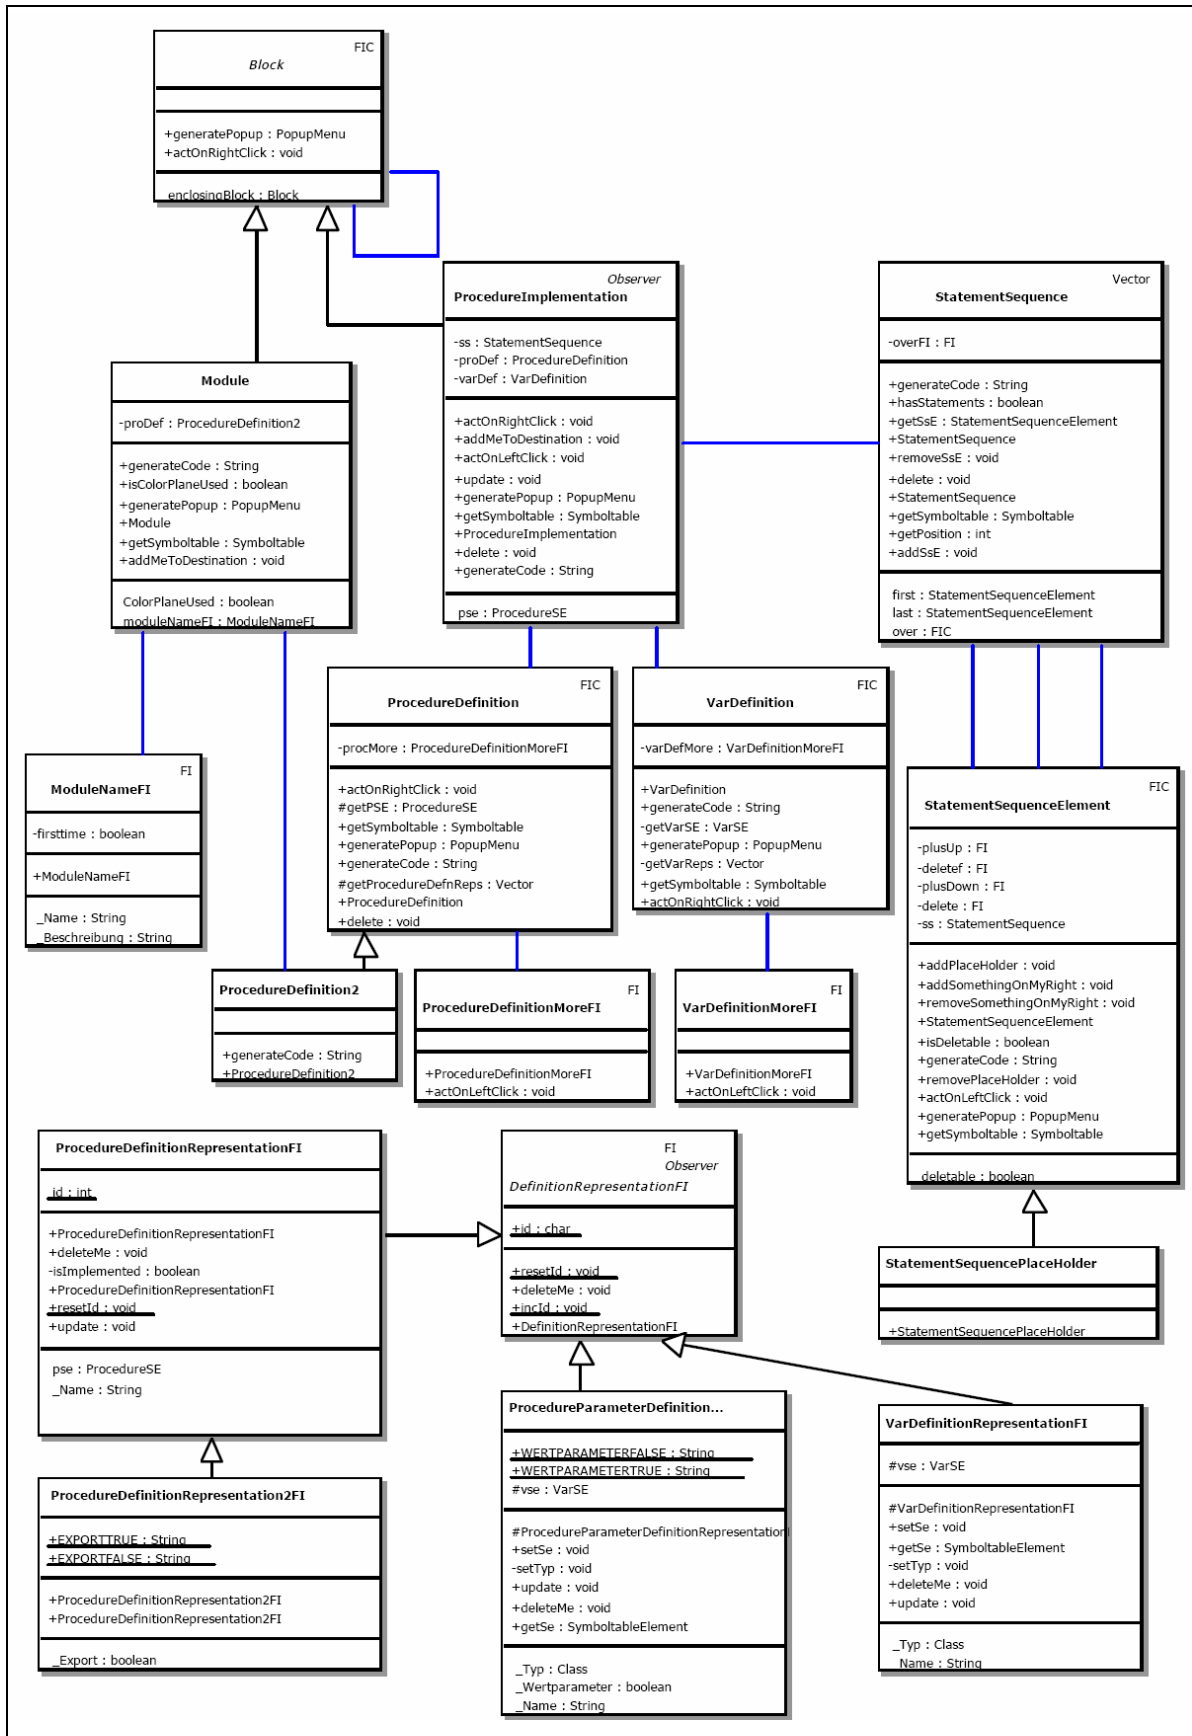 FIC
Block
+generatePopup : PopupMenu
+actOnRightClick : void
enclosingBlock : Block
Observer
ProcedureImplementation
-ss : StatementSequence
-proDef : ProcedureDefinition
-varDef : VarDefinition
+actOnRightClick : void
+addMeToDestination : void
+actOnLeftClick : void
+update : void
+generatePopup : PopupMenu
+getSymboltable : Symboltable
+ProcedureImplementation
+delete : void
+generateCode : String
pse : ProcedureSE
Vector
StatementSequence
-overFI : FI
+generateCode : String
+hasStatements : boolean
+getSsE : StatementSequenceElement
+StatementSequence
+removeSsE : void
+delete : void
+StatementSequence
+getSymboltable : Symboltable
+getPosition : int
+addSsE : void
first : StatementSequenceElement
last : StatementSequenceElement
over : FIC
Module
-proDef : ProcedureDefinition2
+generateCode : String
+isColorPlaneUsed : boolean
+generatePopup : PopupMenu
+Module
+getSymboltable : Symboltable
+addMeToDestination : void
ColorPlaneUsed : boolean
moduleNameFI : ModuleNameFI
FIC
ProcedureDefinition
-procMore : ProcedureDefinitionMoreFI
+actOnRightClick : void
#getPSE : ProcedureSE
+getSymboltable : Symboltable
+generatePopup : PopupMenu
+generateCode : String
#getProcedureDefnReps : Vector
+ProcedureDefinition
+delete : void
FIC
VarDefinition
-varDefMore : VarDefinitionMoreFI
+VarDefinition
+generateCode : String
-getVarSE : VarSE
+generatePopup : PopupMenu
-getVarReps : Vector
+getSymboltable : Symboltable
+actOnRightClick : void
FI
ModuleNameFI
-firsttime : boolean
+ModuleNameFI
_Name : String
_Beschreibung : String
FIC
StatementSequenceElement
-plusUp : FI
-deletef : FI
-plusDown : FI
-delete : FI
-ss : StatementSequence
+addPlaceHolder : void
+addSomethingOnMyRight : void
+removeSomethingOnMyRight : void
+StatementSequenceElement
+isDeletable : boolean
+generateCode : String
+removePlaceHolder : void
+actOnLeftClick : void
+generatePopup : PopupMenu
+getSymboltable : Symboltable
deletable : boolean
ProcedureDefinition2
+generateCode : String
+ProcedureDefinition2
FI
ProcedureDefinitionMoreFI
+ProcedureDefinitionMoreFI
+actOnLeftClick : void
FI
VarDefinitionMoreFI
+VarDefinitionMoreFI
+actOnLeftClick : void
ProcedureDefinitionRepresentationFI
id : int
+ProcedureDefinitionRepresentationFI
+deleteMe : void
-isImplemented : boolean
+ProcedureDefinitionRepresentationFI
+resetId : void
+update : void
pse : ProcedureSE
_Name : String
FI
Observer
DefinitionRepresentationFI
+id : char
+resetId : void
+deleteMe : void
+incId : void
+DefinitionRepresentationFI
StatementSequencePlaceHolder
+StatementSequencePlaceHolder
ProcedureDefinitionRepresentation2FI
+EXPORTTRUE : String
+EXPORTFALSE : String
+ProcedureDefinitionRepresentation2FI
+ProcedureDefinitionRepresentation2FI
_Export : boolean
ProcedureParameterDefinition...
+WERTPARAMETERFALSE : String
+WERTPARAMETERTRUE : String
#vse : VarSE
#ProcedureParameterDefinitionRepresentation
+setSe : void
-setTyp : void
+update : void
+deleteMe : void
+getSe : SymboltableElement
_Typ : Class
_Wertparameter : boolean
_Name : String
VarDefinitionRepresentationFI
#vse : VarSE
#VarDefinitionRepresentationFI
+setSe : void
+getSe : SymboltableElement
-setTyp : void
+deleteMe : void
+update : void
_Typ : Class
_Name : String